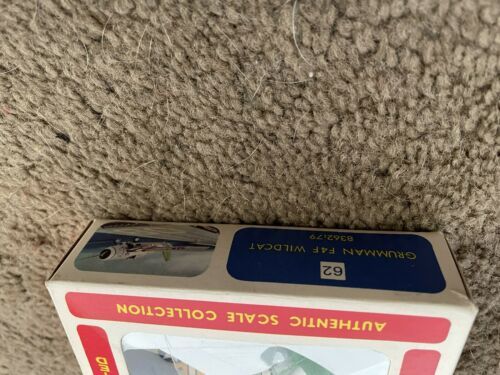 62
GRUMMAN F4F WILDCAT
8362:79
AUTHENTIC SCALE COLLECTION